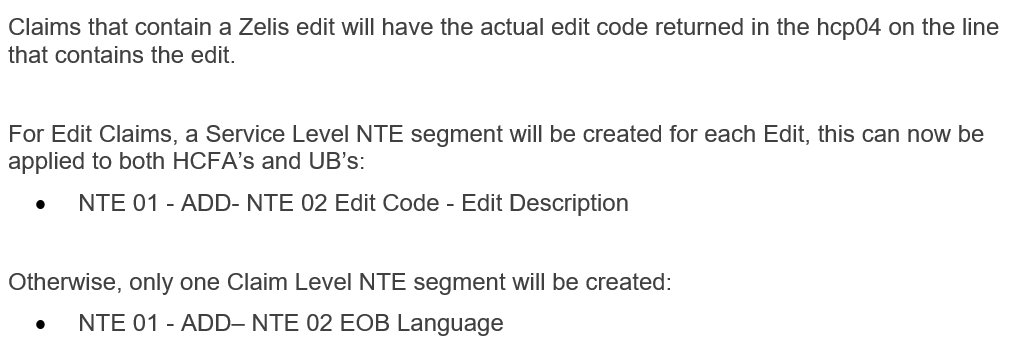 Claims that contain a Zelis edit will have the actual edit code returned in the hcp04 on the line
that contains the edit.
For Edit Claims, a Service Level NTE segment will be created for each Edit, this can now be
applied to both HCFA’s and UB’s:
● NTE 01 - ADD- NTE 02 Edit Code - Edit Description
Otherwise, only one Claim Level NTE segment will be created:
● NTE 01 - ADD– NTE 02 EOB Language